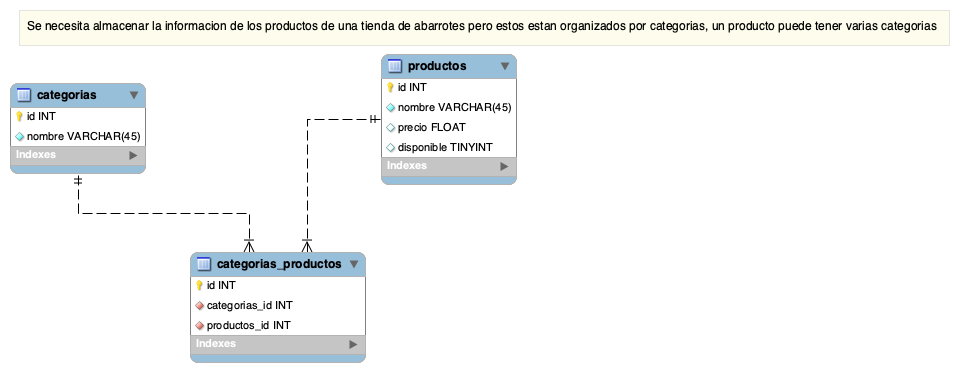 Se necesita almacenar la informacion de los productos de una tienda de abarrotes pero estos estan organizados por categorias, un producto puede tener varias categorias
productos
id INT
nombre VARCHAR(45)
precio FLOAT
disponible TINYINT
Indexes
categorias
id INT
nombre VARCHAR(45)
Indexes
categorias_productos
id INT
categorias_id INT
productos_id INT
Indexes